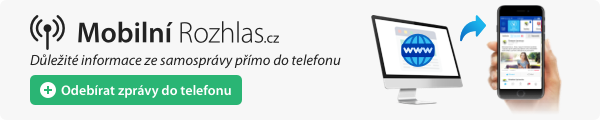 Mobilní Rozhlas.cz
Důležité informace ze samosprávy přímo do telefonu
Odebírat zprávy do telefonu
www